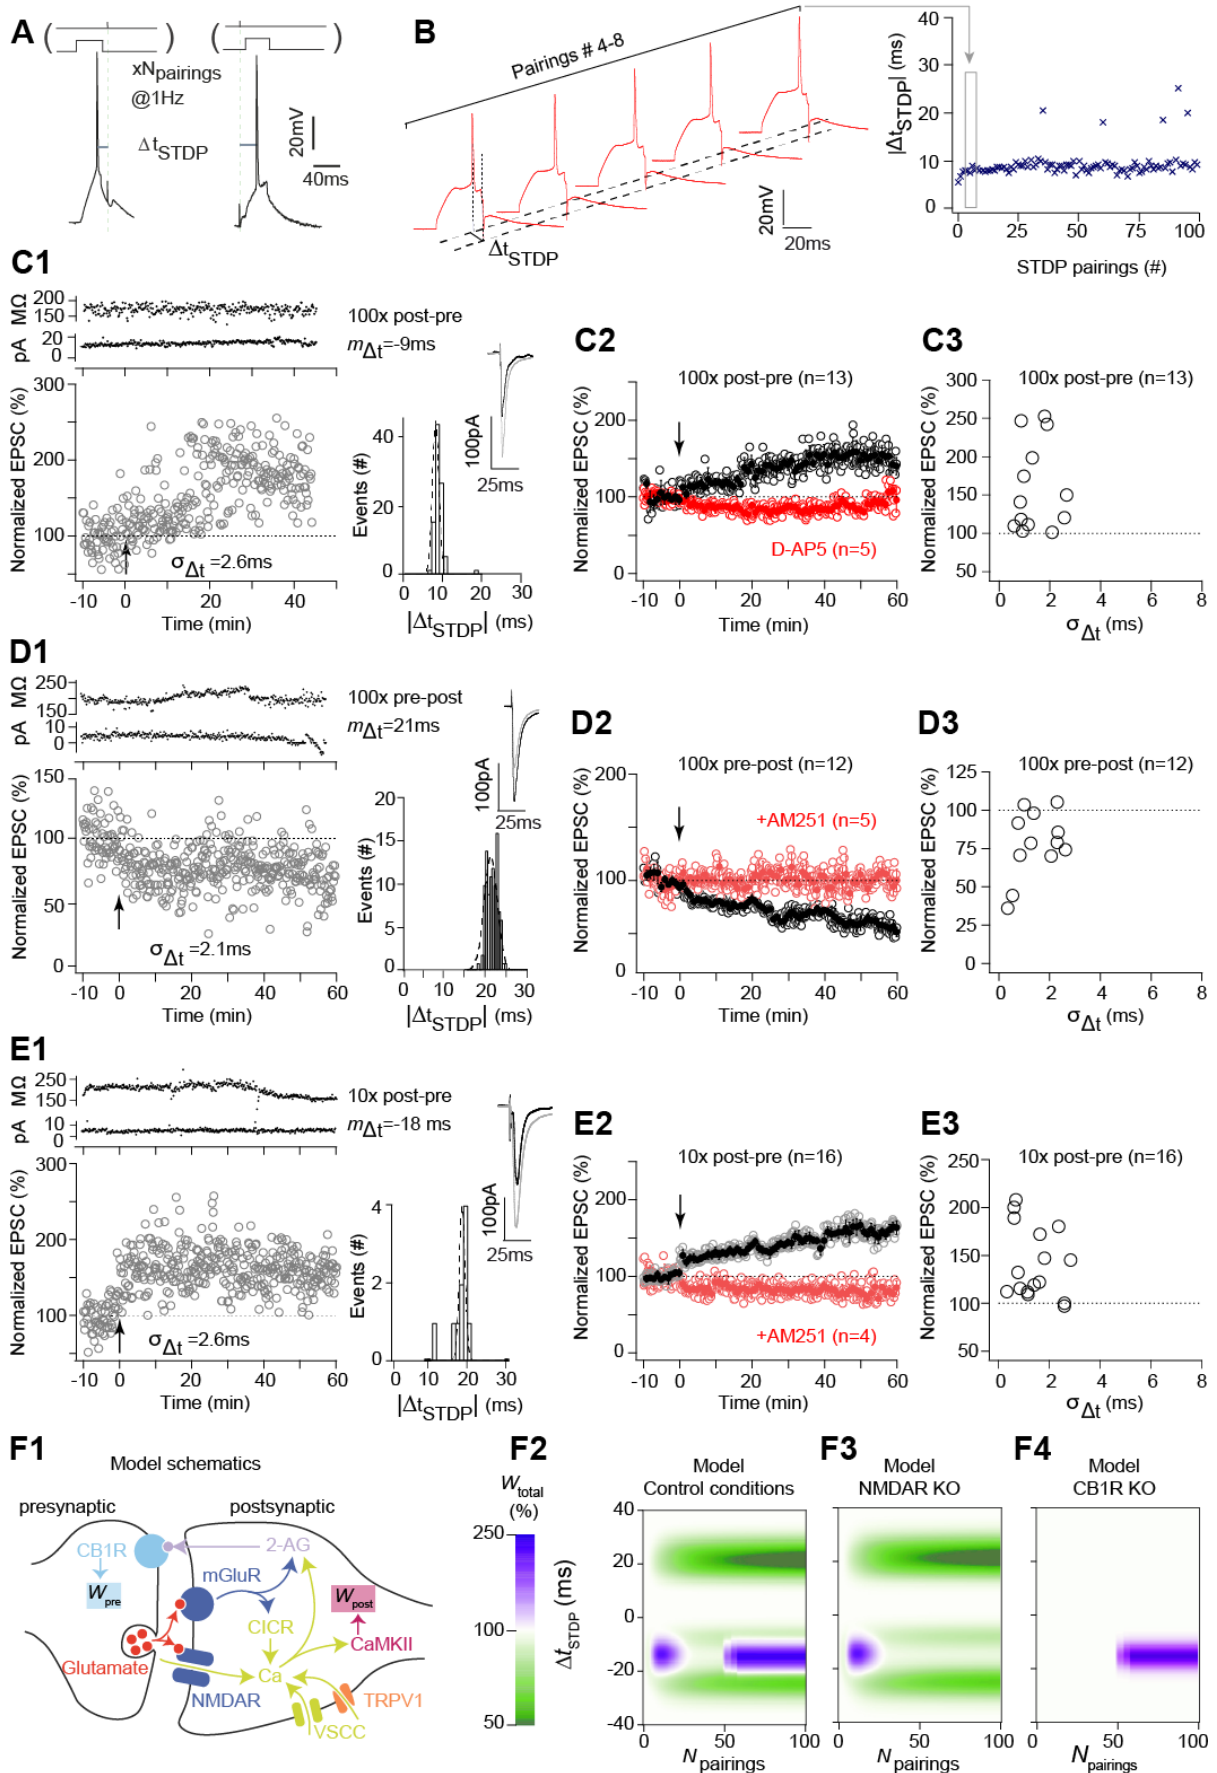 A
B
( ) ( )
xNpairings
@1Hz
ΔtSTDP
20mV
40ms
Pairings # 4-8
ΔtSTDP
20mV
20ms
|ΔtSTDP| (ms)
40
30
20
10
0
0 25 50 75 100
STDP pairings (#)
C1
MΩ
200
150
pA
20
0
100x post-pre
mΔt=-9ms
Normalized EPSC (%)
300
200
100
σΔt=2.6ms
-10 0 20 40
Time (min)
100pA
25ms
Events (#)
40
20
0
0 10 20 30
|ΔtSTDP| (ms)
C2
100x post-pre (n=13)
Normalized EPSC (%)
200
100
0
D-AP5 (n=5)
-10 0 20 40 60
Time (min)
C3
100x post-pre (n=13)
Normalized EPSC (%)
300
250
200
150
100
50
0 2 4 6 8
σΔt (ms)
D1
MΩ
250
150
pA
10
0
100x pre-post
mΔt=21ms
Normalized EPSC (%)
150
100
50
0
σΔt=2.1ms
-10 0 20 40 60
Time (min)
100pA
25ms
Events (#)
20
15
10
5
0
0 10 20 30
|ΔtSTDP| (ms)
D2
100x pre-post (n=12)
Normalized EPSC (%)
200
100
0
+AM251 (n=5)
-10 0 20 40 60
Time (min)
D3
100x pre-post (n=12)
Normalized EPSC (%)
125
100
75
50
25
0
0 2 4 6 8
σΔt (ms)
E1
MΩ
250
150
pA
10
0
10x post-pre
mΔt=-18 ms
Normalized EPSC (%)
300
200
100
σΔt=2.6ms
-10 0 20 40 60
Time (min)
100pA
25ms
Events (#)
4
2
0
0 10 20 30
|ΔtSTDP| (ms)
E2
10x post-pre (n=16)
Normalized EPSC (%)
200
100
0
+AM251 (n=4)
-10 0 20 40 60
Time (min)
E3
10x post-pre (n=16)
Normalized EPSC (%)
250
200
150
100
50
0 2 4 6 8
σΔt (ms)
F1
Model schematics
presynaptic
postsynaptic
CB1R
Wpre
2-AG
mGluR
Wpost
CICR
CaMKII
Glutamate
Ca
NMDAR
TRPV1
VSCC
F2
Wtotal
(%)
250
100
50
Model
Control conditions
ΔtSTDP (ms)
40
20
0
-20
-40
0 50 100
Npairings
F3
Model
NMDAR KO
0 50 100
Npairings
F4
Model
CB1R KO
0 50 100
Npairings